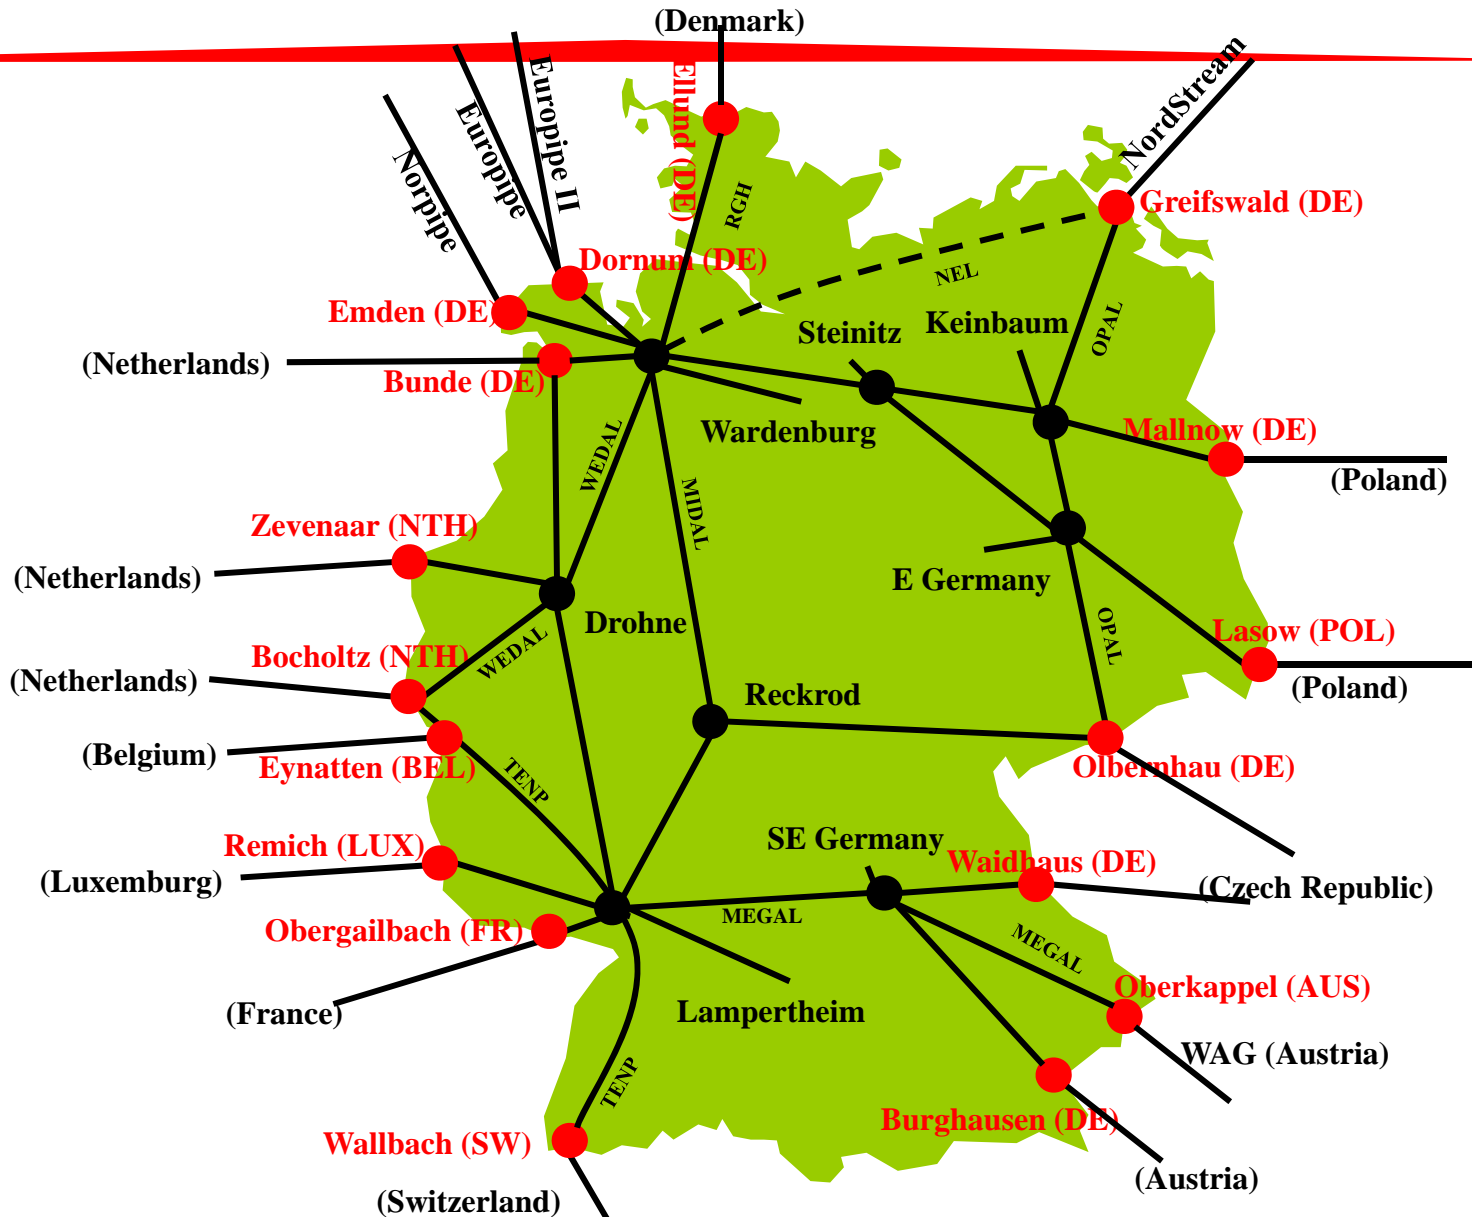 (Denmark)
NordStream
Europipe II
Europipe
Norpipe
Ellund (DE)
RGH
Greifswald (DE)
Dornum (DE)
NEL
Emden (DE)
Steinitz
Keinbaum
OPAL
(Netherlands)
Bunde (DE)
Wardenburg
Mallnow (DE)
WEDAL
(Poland)
MIDAL
Zevenaar (NTH)
(Netherlands)
E Germany
Drohne
OPAL
Lasow (POL)
WEDAL
Bocholtz (NTH)
(Netherlands)
(Poland)
Reckrod
(Belgium)
Eynatten (BEL)
Olbernhau (DE)
TENP
Remich (LUX)
SE Germany
Waidhaus (DE)
(Luxemburg)
(Czech Republic)
MEGAL
Obergailbach (FR)
MEGAL
Oberkappel (AUS)
(France)
Lampertheim
WAG (Austria)
TENP
Burghausen (DE)
Wallbach (SW)
(Austria)
(Switzerland)